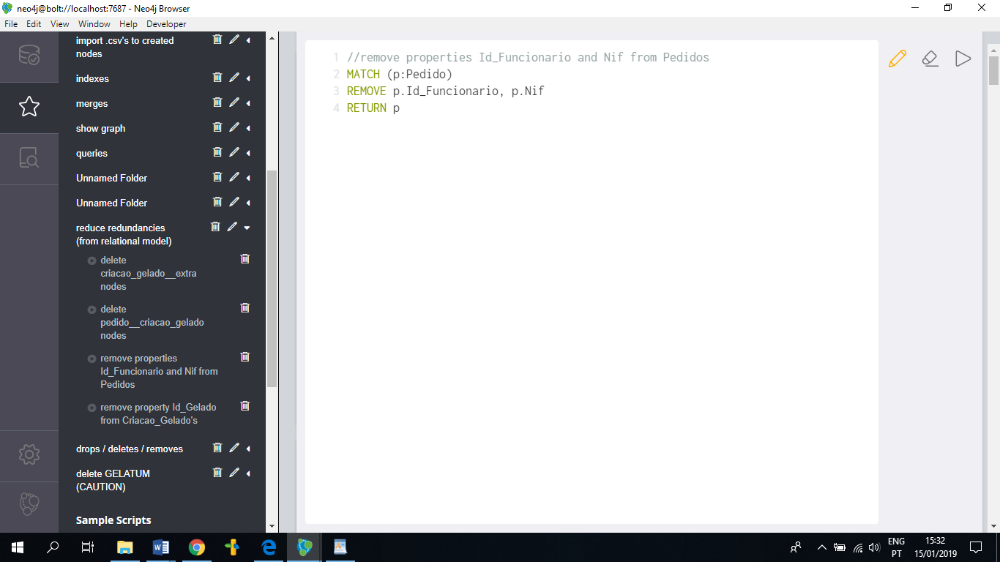 neo4j@bolt://localhost:7687 - Neo4j Browser
File Edit View Window Help Developer
import .csv's to created
nodes
indexes
merges
show graph
queries
Unnamed Folder
Unnamed Folder
reduce redundancies
(from relational model)
delete
criacao_gelado__extra
nodes
delete
pedido__criacao_gelado
nodes
remove properties
Id_Funcionario and Nif from
Pedidos
remove property Id_Gelado
from Criacao_Gelado's
drops / deletes / removes
delete GELATUM
(CAUTION)
Sample Scripts
1 //remove properties Id_Funcionario and Nif from Pedidos
2 MATCH (p:Pedido)
3 REMOVE p.Id_Funcionario, p.Nif
4 RETURN p
ENG
PT
15:32
15/01/2019